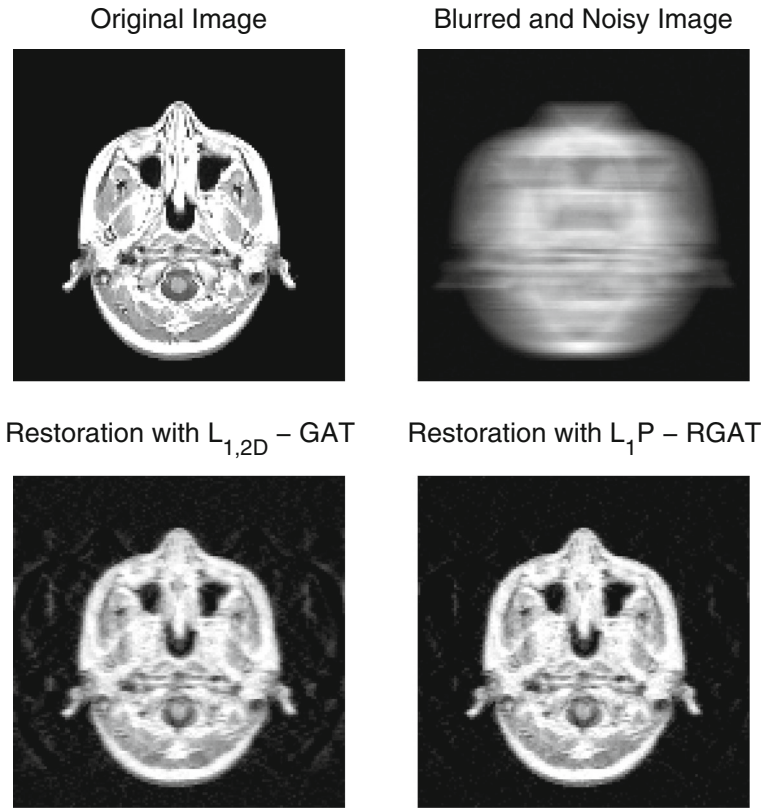 Original Image
Blurred and Noisy Image
Restoration with L1,2D – GAT
Restoration with L1P – RGAT